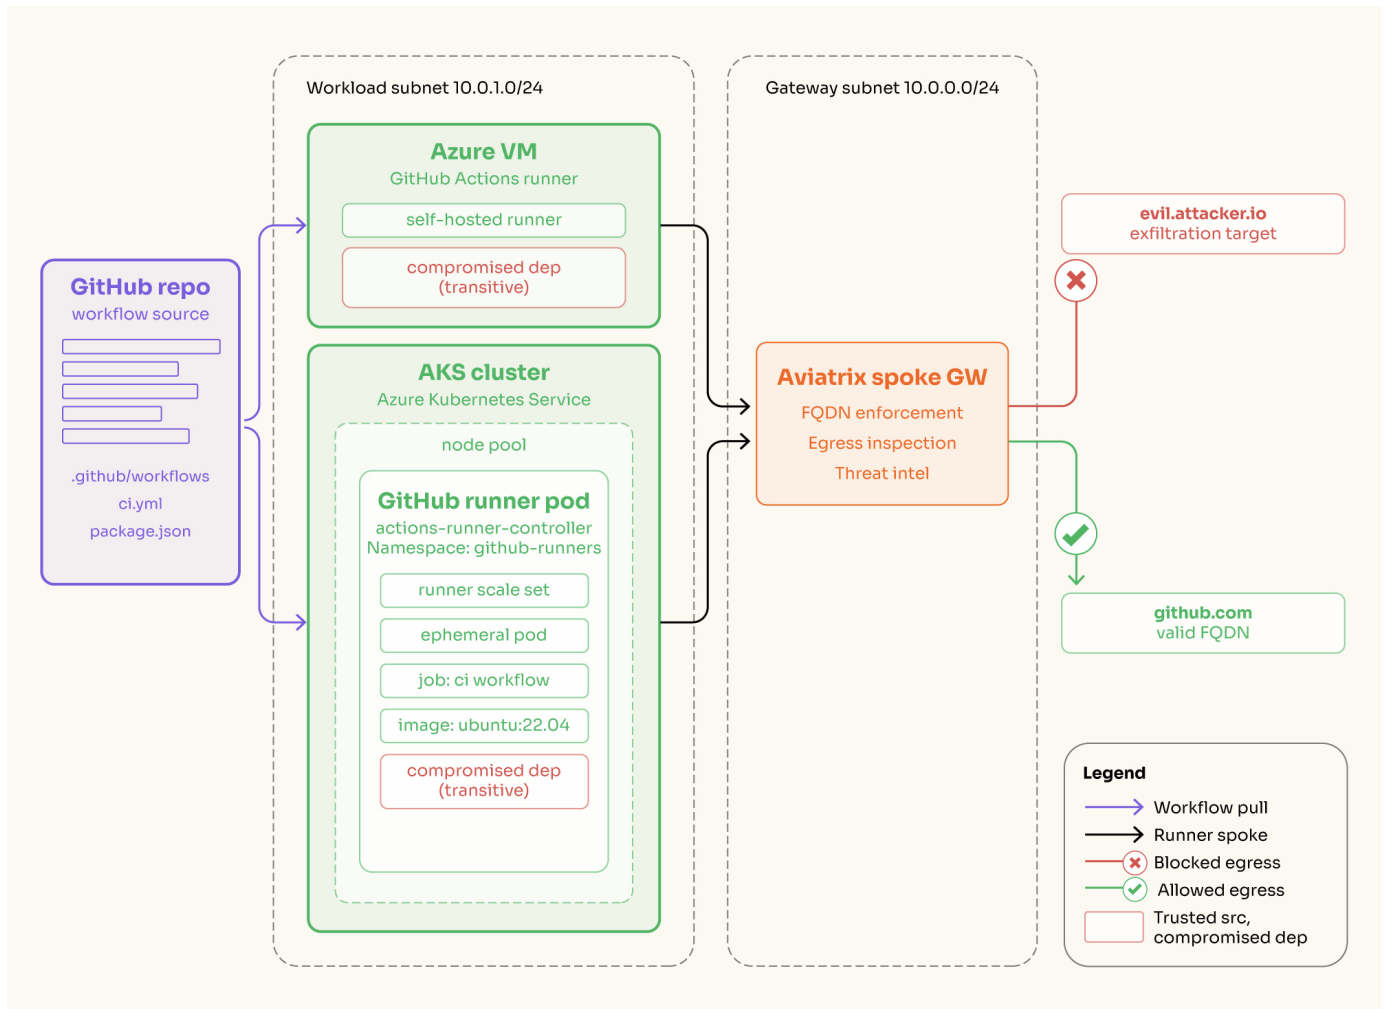 Workload subnet 10.0.1.0/24
Gateway subnet 10.0.0.0/24
GitHub repo
workflow source
.github/workflows
ci.yml
package.json
Azure VM
GitHub Actions runner
self-hosted runner
compromised dep
(transitive)
AKS cluster
Azure Kubernetes Service
node pool
GitHub runner pod
actions-runner-controller
Namespace: github-runners
runner scale set
ephemeral pod
job: ci workflow
image: ubuntu:22.04
compromised dep
(transitive)
Aviatrix spoke GW
FQDN enforcement
Egress inspection
Threat intel
evil.attacker.io
exfiltration target
github.com
valid FQDN
Legend
Workflow pull
Runner spoke
Blocked egress
Allowed egress
Trusted src,
compromised dep